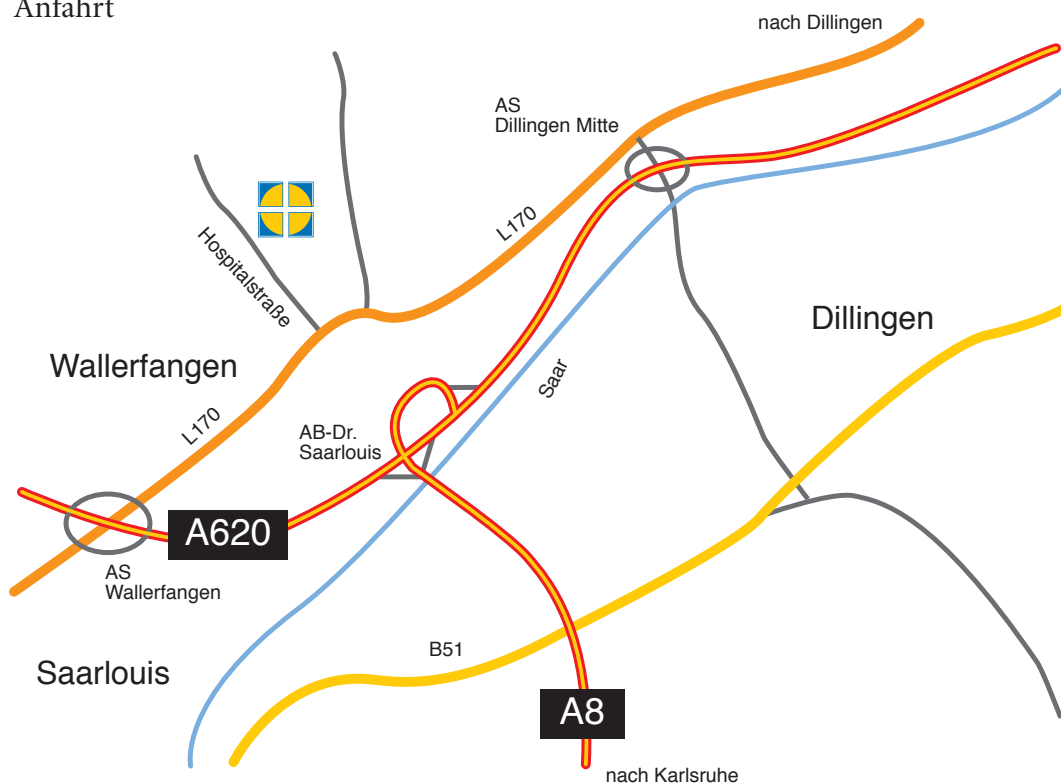 Anfahrt
nach Dillingen
AS
Dillingen Mitte
L170
Hospitalstraße
Dillingen
Wallerfangen
Saar
L170
AB-Dr.
Saarlouis
A620
AS
Wallerfangen
B51
Saarlouis
A8
nach Karlsruhe